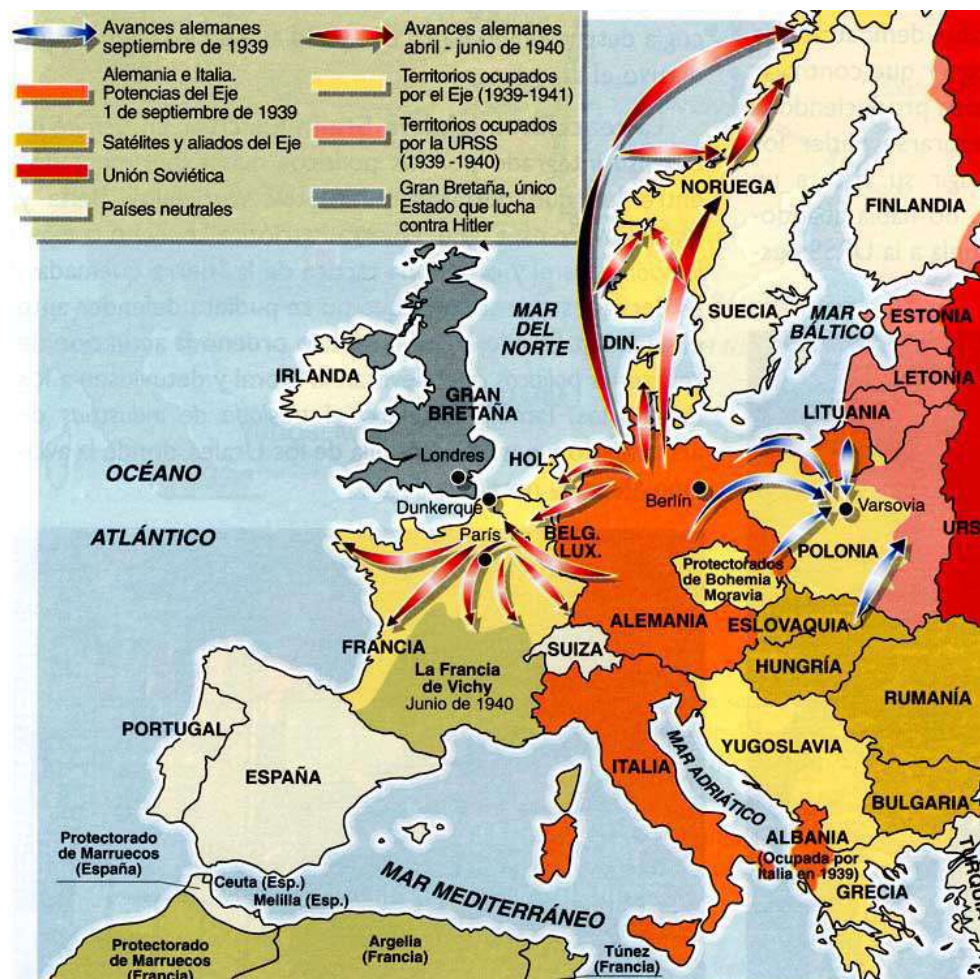 Avances alemanes
septiembre de 1939
Alemania e Italia.
Potencias del Eje
1 de septiembre de 1939
Satélites y aliados del Eje
Unión Soviética
Países neutrales
Avances alemanes
abril - junio de 1940
Territorios ocupados
por el Eje (1939-1941)
Territorios ocupados
por la URSS
(1939 -1940)
Gran Bretaña, único
Estado que lucha
contra Hitler
NORUEGA
FINLANDIA
SUECIA
MAR
BÁLTICO
ESTONIA
LETONIA
LITUANIA
MAR
DEL
NORTE
DIN.
IRLANDA
GRAN
BRETAÑA
Londres
HOL.
Dunkerque
Berlín
Varsovia
OCÉANO
ATLÁNTICO
París
BELG.
LUX.
POLONIA
URS
Protectorados
de Bohemia y
Moravia
ALEMANIA
ESLOVAQUIA
FRANCIA
SUIZA
HUNGRÍA
La Francia
de Vichy
Junio de 1940
RUMANÍA
PORTUGAL
ESPAÑA
ITALIA
MAR ADRIÁTICO
YUGOSLAVIA
BULGARIA
ALBANIA
(Ocupada por
Italia en 1939)
GRECIA
Protectorado
de Marruecos
(España)
Ceuta (Esp.)
Melilla (Esp.)
MAR MEDITERRÁNEO
Protectorado
de Marruecos
(Francia)
Argelia
(Francia)
Túnez
(Francia)